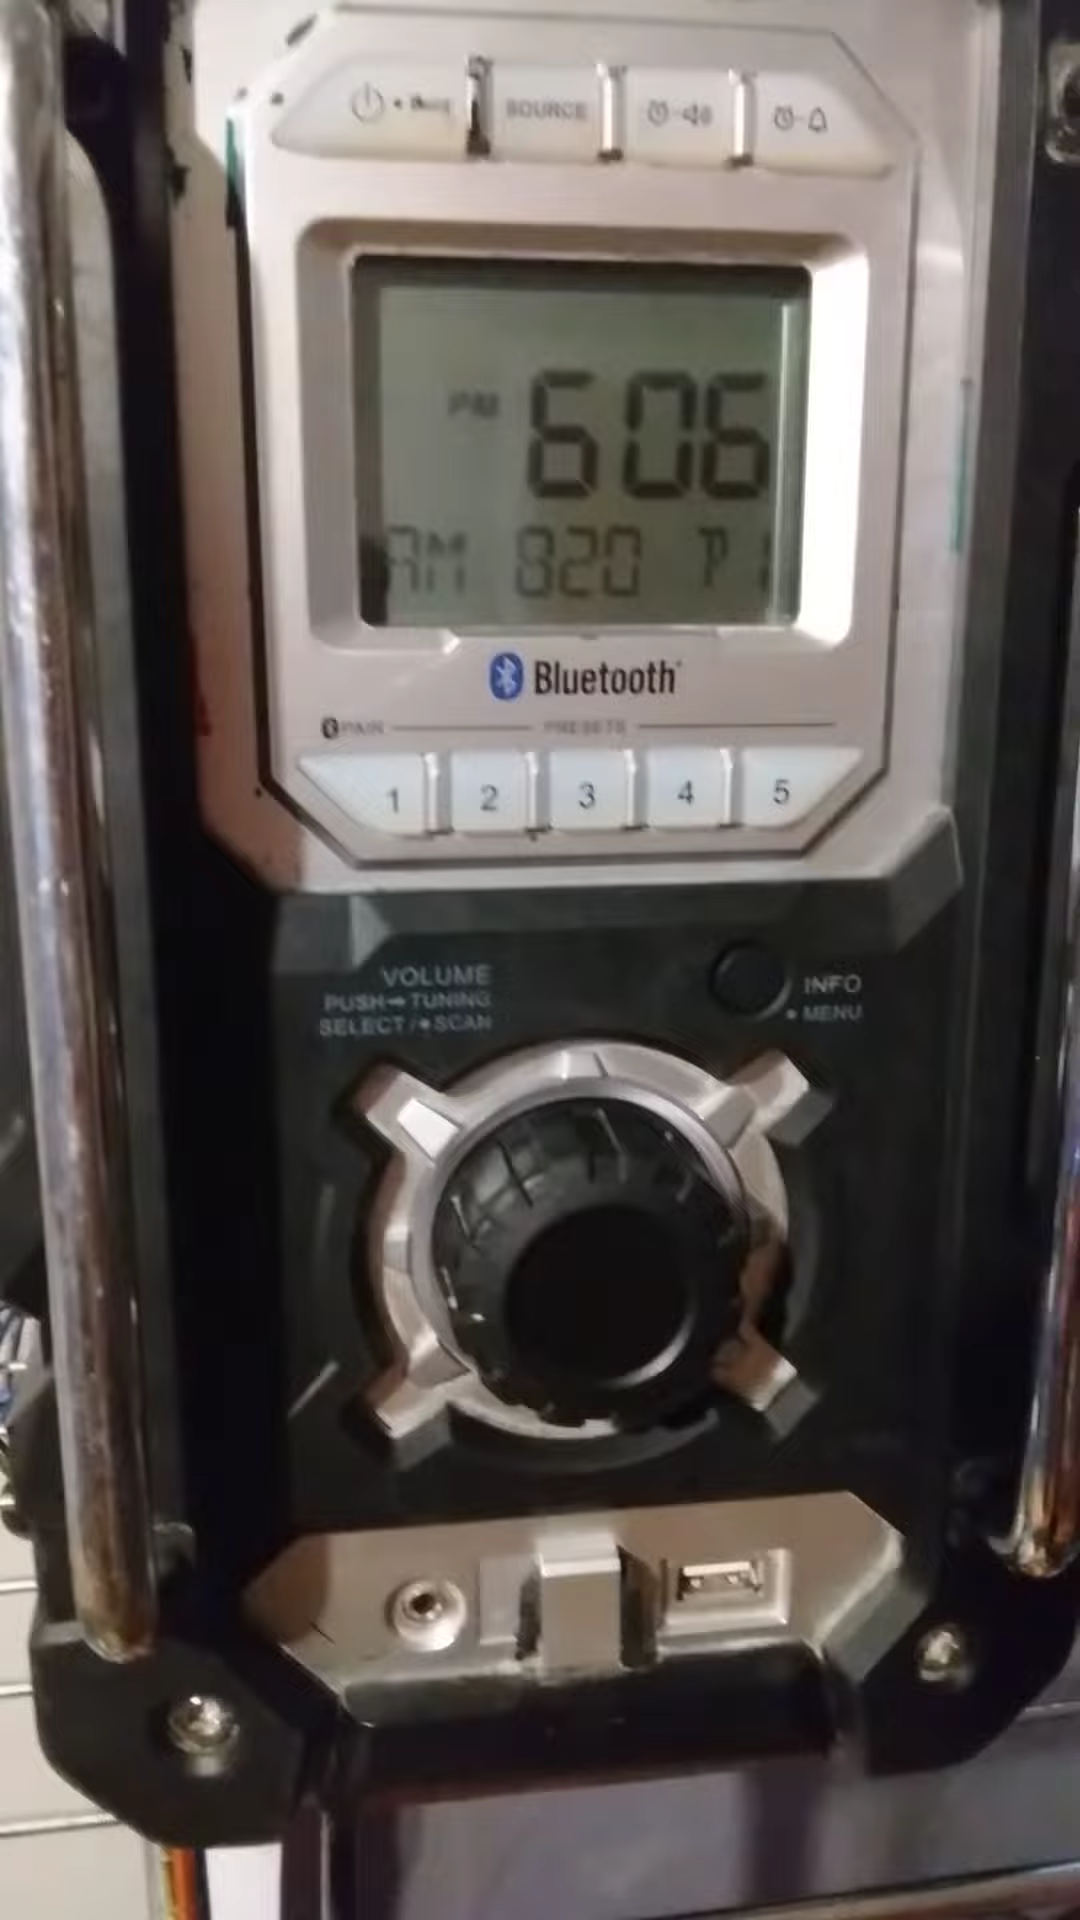 SOURCE
PM 606
AM 820 P1
Bluetooth
PAIR PRESETS
1 2 3 4 5
VOLUME
PUSH→TUNING
SELECT/•SCAN
INFO
• MENU